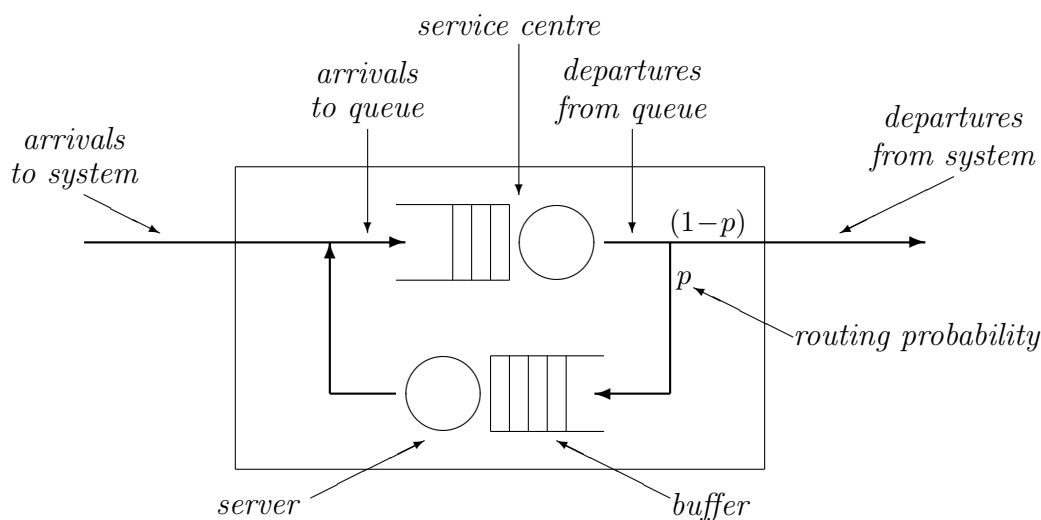 service centre
arrivals
to queue
departures
from queue
arrivals
to system
departures
from system
(1−p)
p
routing probability
server
buffer